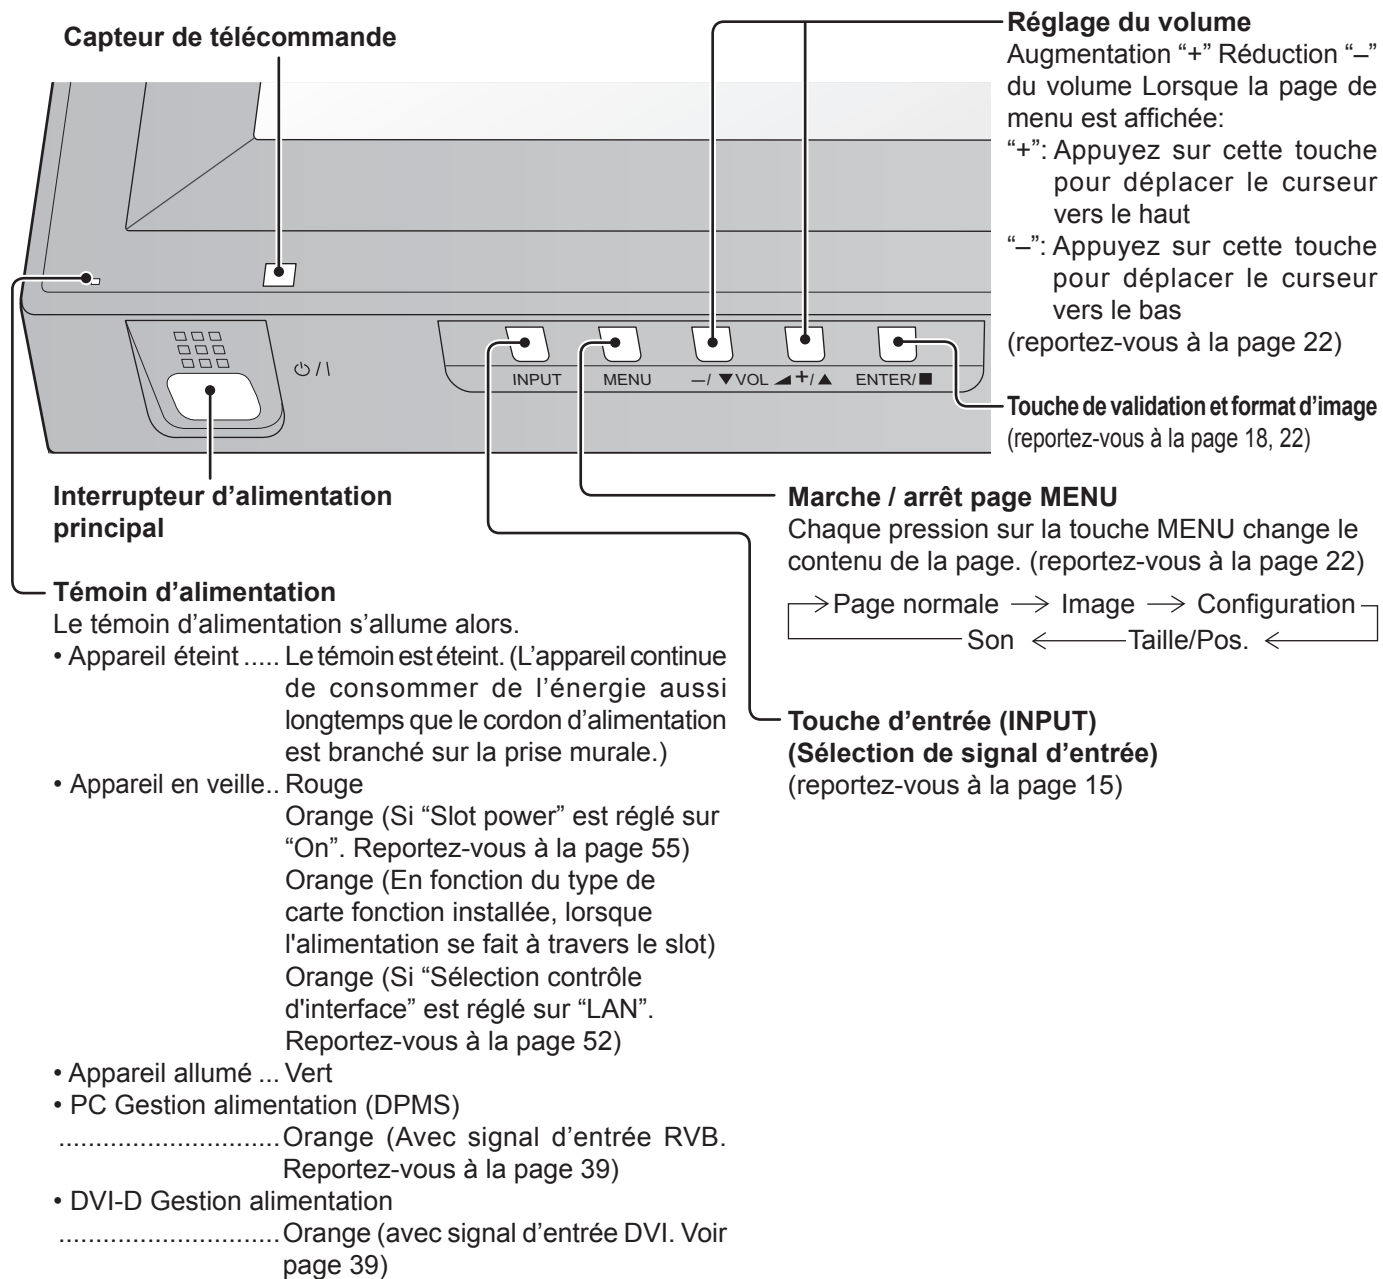 Capteur de télécommande
Réglage du volume
Augmentation “+” Réduction “–”
du volume Lorsque la page de
menu est affichée:
“+”: Appuyez sur cette touche
pour déplacer le curseur
vers le haut
“–”: Appuyez sur cette touche
pour déplacer le curseur
vers le bas
(reportez-vous à la page 22)
⏻ / |
INPUT MENU –/ ▼VOL ◢ +/▲ ENTER/■
Touche de validation et format d’image
(reportez-vous à la page 18, 22)
Interrupteur d’alimentation
principal
Marche / arrêt page MENU
Chaque pression sur la touche MENU change le
contenu de la page. (reportez-vous à la page 22)
Page normale → Image → Configuration
Son ← Taille/Pos. ←
Témoin d’alimentation
Le témoin d’alimentation s’allume alors.
• Appareil éteint ..... Le témoin est éteint. (L’appareil continue
de consommer de l’énergie aussi
longtemps que le cordon d’alimentation
est branché sur la prise murale.)
• Appareil en veille.. Rouge
Orange (Si “Slot power” est réglé sur
“On”. Reportez-vous à la page 55)
Orange (En fonction du type de
carte fonction installée, lorsque
l'alimentation se fait à travers le slot)
Orange (Si “Sélection contrôle
d'interface” est réglé sur “LAN”.
Reportez-vous à la page 52)
• Appareil allumé ... Vert
• PC Gestion alimentation (DPMS)
..............................Orange (Avec signal d’entrée RVB.
Reportez-vous à la page 39)
• DVI-D Gestion alimentation
..............................Orange (avec signal d’entrée DVI. Voir
page 39)
Touche d’entrée (INPUT)
(Sélection de signal d’entrée)
(reportez-vous à la page 15)